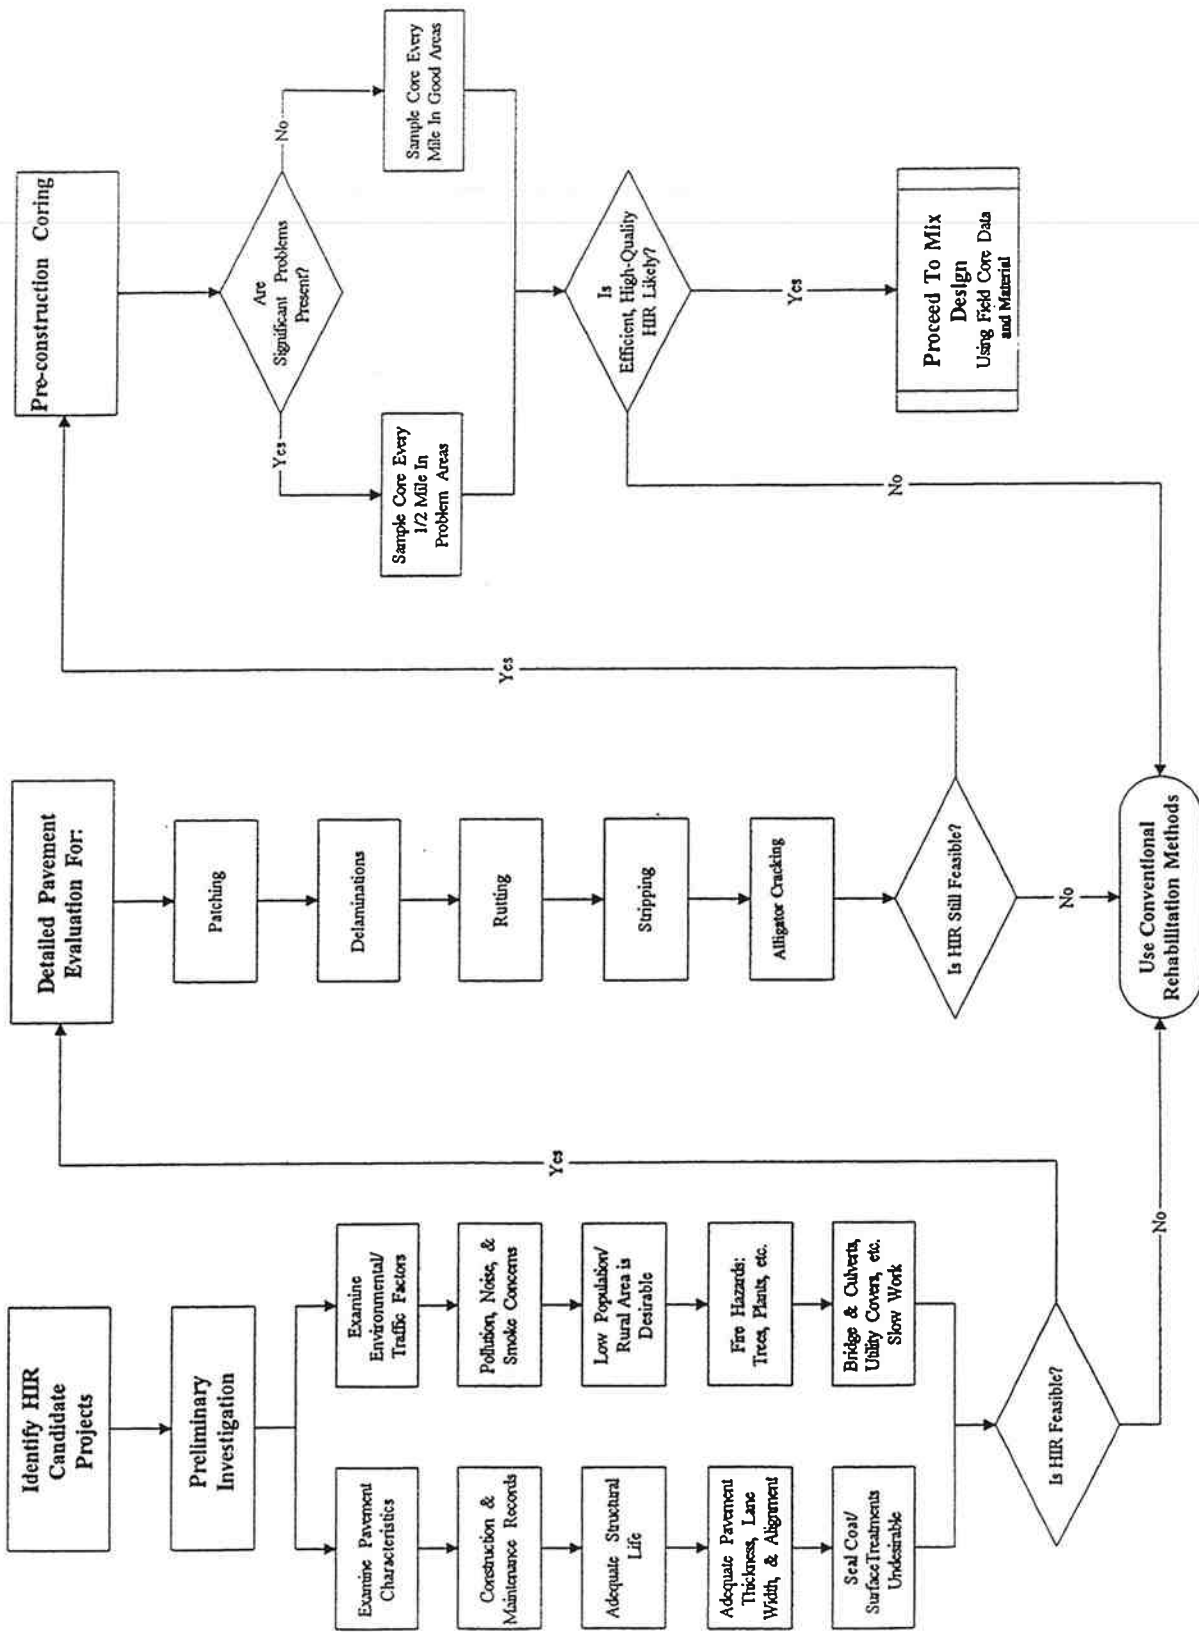 Identify HIR
Candidate
Projects
Preliminary
Investigation
Examine Pavement
Characteristics
Construction &
Maintenance Records
Adequate Structural
Life
Adequate Pavement
Thickness, Lane
Width, & Alignment
Seal Coat/
Surface Treatments
Undesirable
Examine
Environmental/
Traffic Factors
Pollution, Noise, &
Smoke Concerns
Low Population/
Rural Area is
Desirable
Fire Hazards:
Trees, Plants, etc.
Bridge & Culverts,
Utility Covers, etc.
Slow Work
Is HIR Feasible?
Yes
No
Detailed Pavement
Evaluation For:
Patching
Delaminations
Rutting
Stripping
Alligator Cracking
Is HIR Still Feasible?
Yes
No
Use Conventional
Rehabilitation Methods
Pre-construction Coring
Are
Significant Problems
Present?
Yes
No
Sample Core Every
1/2 Mile In
Problem Areas
Sample Core Every
Mile In Good Areas
Is
Efficient, High-Quality
HIR Likely?
No
Yes
Proceed To Mix
Design
Using Field Core Data
and Material